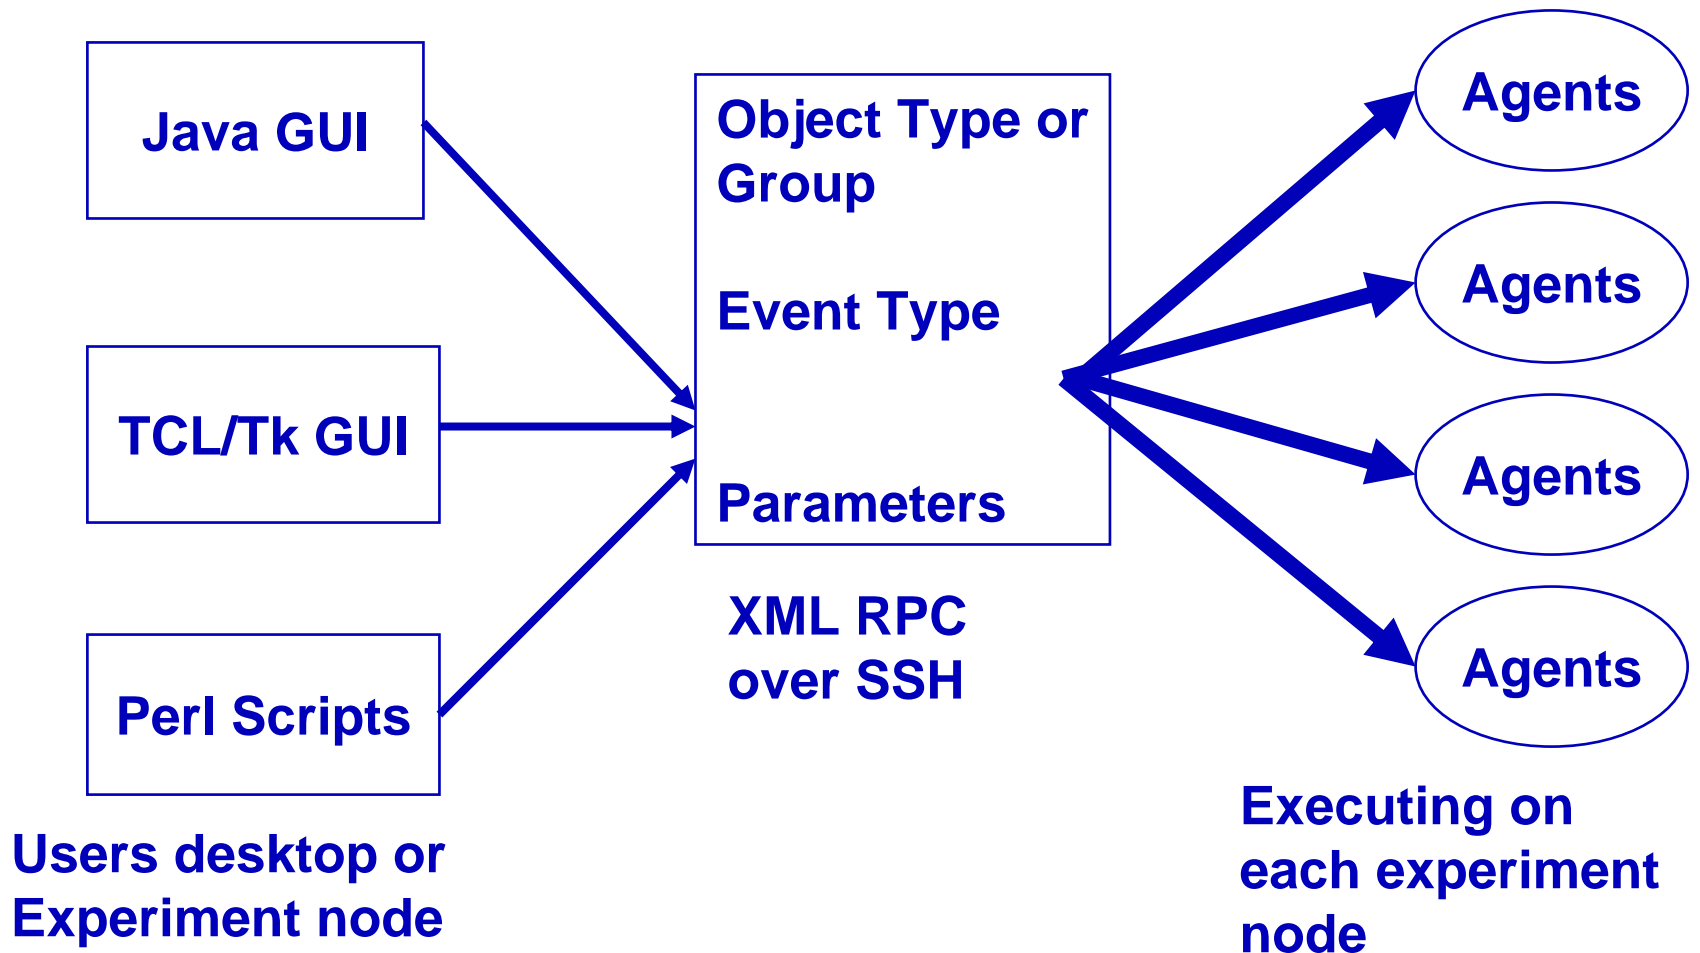 Java GUI
TCL/Tk GUI
Perl Scripts
Users desktop or
Experiment node
Object Type or
Group
Event Type
Parameters
XML RPC
over SSH
Agents
Agents
Agents
Agents
Executing on
each experiment
node